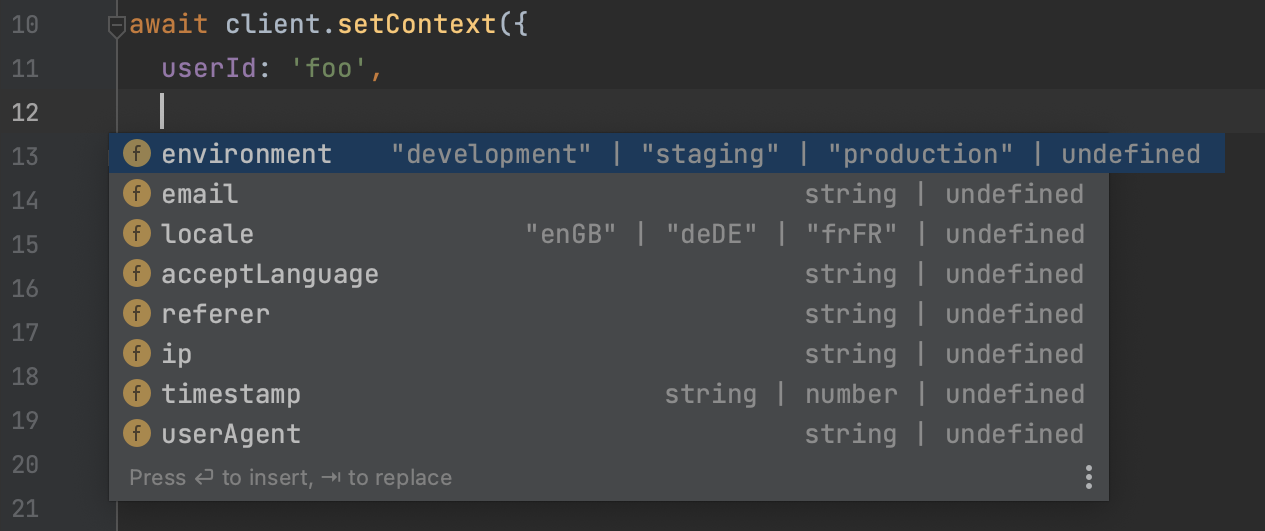 10 await client.setContext({
11 userId: 'foo',
12
13 f environment "development" | "staging" | "production" | undefined
14 f email string | undefined
15 f locale "enGB" | "deDE" | "frFR" | undefined
16 f acceptLanguage string | undefined
17 f referer string | undefined
18 f ip string | undefined
19 f timestamp string | number | undefined
20 f userAgent string | undefined
21 Press ⏎ to insert, ⇥ to replace